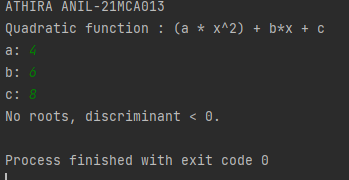 ATHIRA ANIL-21MCA013
Quadratic function : (a * x^2) + b*x + c
a: 4
b: 6
c: 8
No roots, discriminant < 0.
Process finished with exit code 0